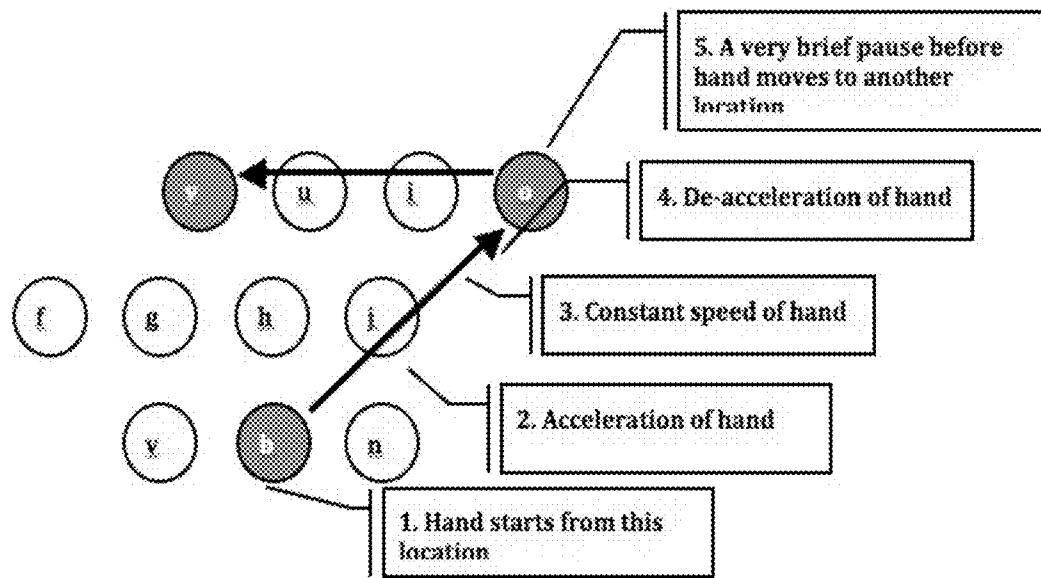 5. A very brief pause before
hand moves to another
location
y u i o
4. De-acceleration of hand
3. Constant speed of hand
f g h j
2. Acceleration of hand
v b n
1. Hand starts from this
location